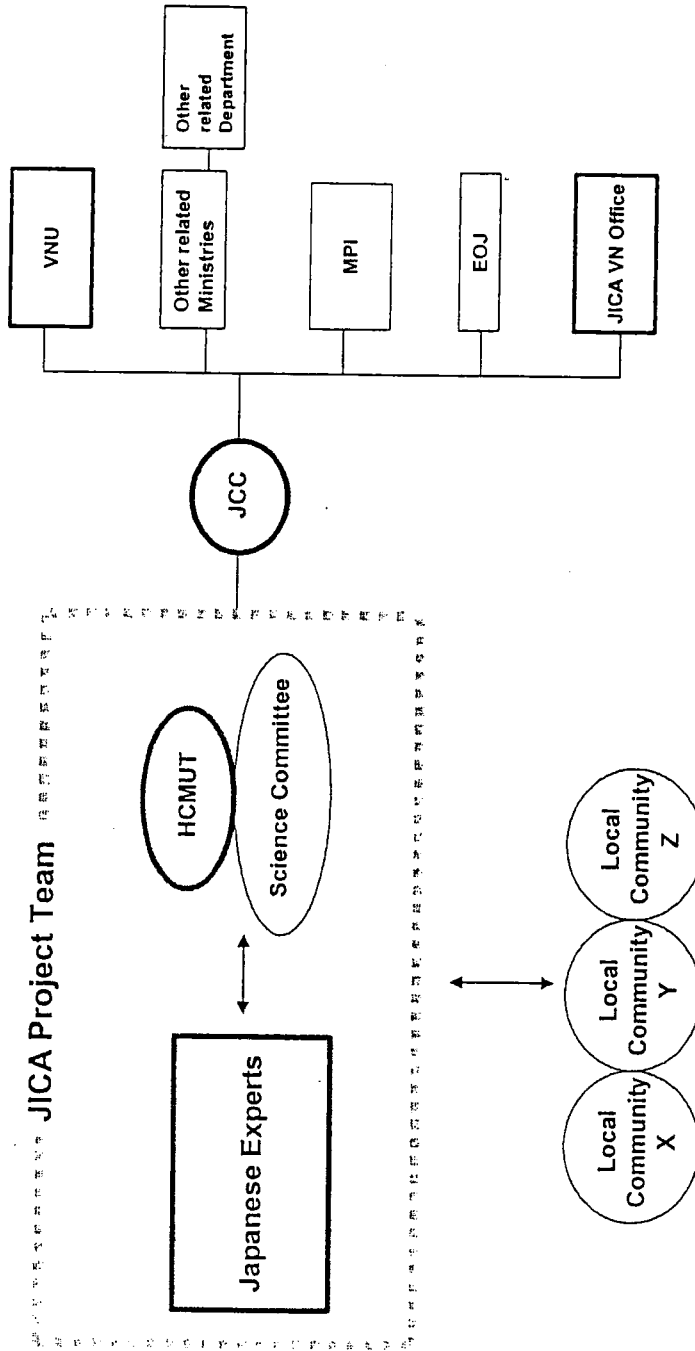 JICA Project Team
Japanese Experts
HCMUT
Science Committee
JCC
VNU
Other related
Ministries
Other
related
Department
MPI
EOJ
JICA VN Office
Local
Community
X
Local
Community
Y
Local
Community
Z